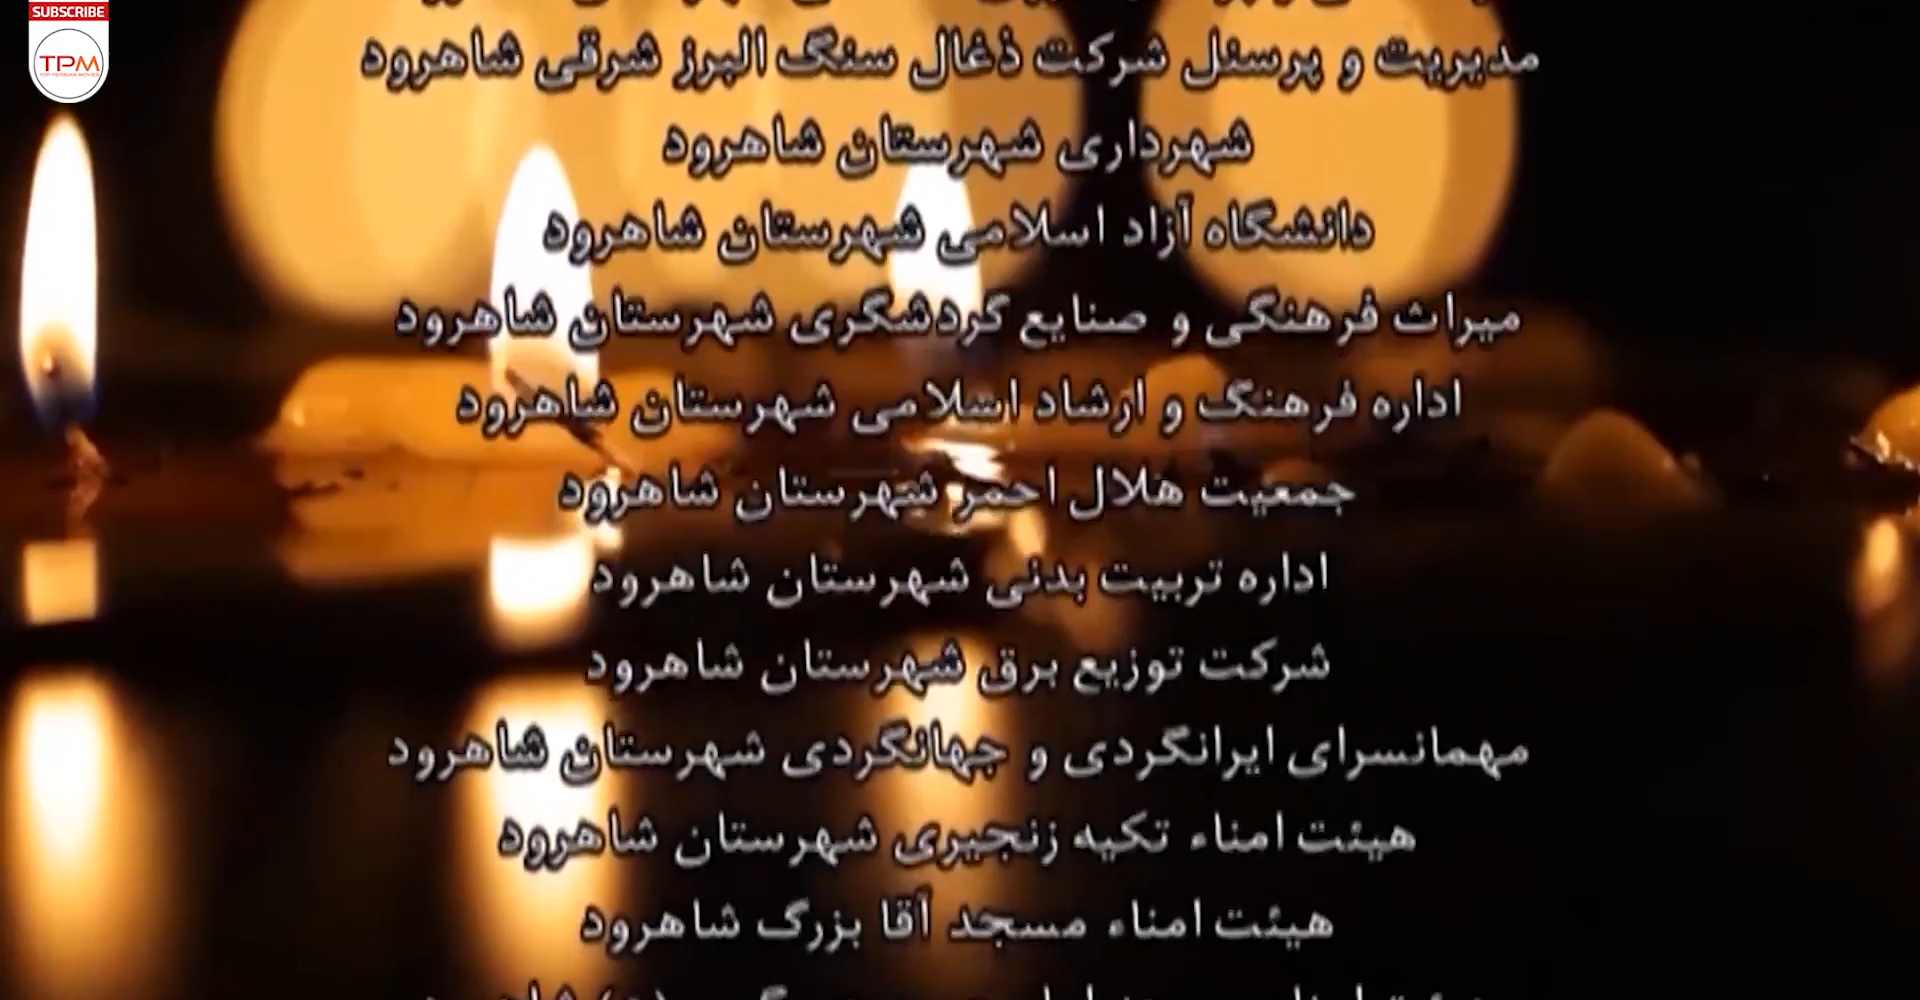 SUBSCRIBE
TPM
TOP PERSIAN MOVIES
مدیریت و پرسنل شرکت ذغال سنگ البرز شرقی شاهرود
شهرداری شهرستان شاهرود
دانشگاه آزاد اسلامی شهرستان شاهرود
میراث فرهنگی و صنایع گردشگری شهرستان شاهرود
اداره فرهنگ و ارشاد اسلامی شهرستان شاهرود
جمعیت هلال احمر شهرستان شاهرود
اداره تربیت بدنی شهرستان شاهرود
شرکت توزیع برق شهرستان شاهرود
مهمانسرای ایرانگردی و جهانگردی شهرستان شاهرود
هیئت امناء تکیه زنجیری شهرستان شاهرود
هیئت امناء مسجد آقا بزرگ شاهرود